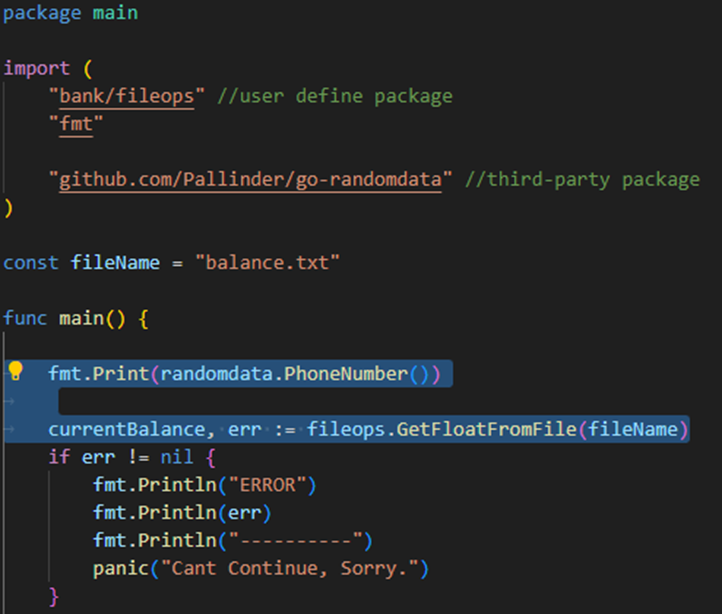 package main
import (
"bank/fileops" //user define package
"fmt"
"github.com/Pallinder/go-randomdata" //third-party package
)
const fileName = "balance.txt"
func main() {
fmt.Print(randomdata.PhoneNumber())
currentBalance, err := fileops.GetFloatFromFile(fileName)
if err != nil {
fmt.Println("ERROR")
fmt.Println(err)
fmt.Println("----------")
panic("Cant Continue, Sorry.")
}